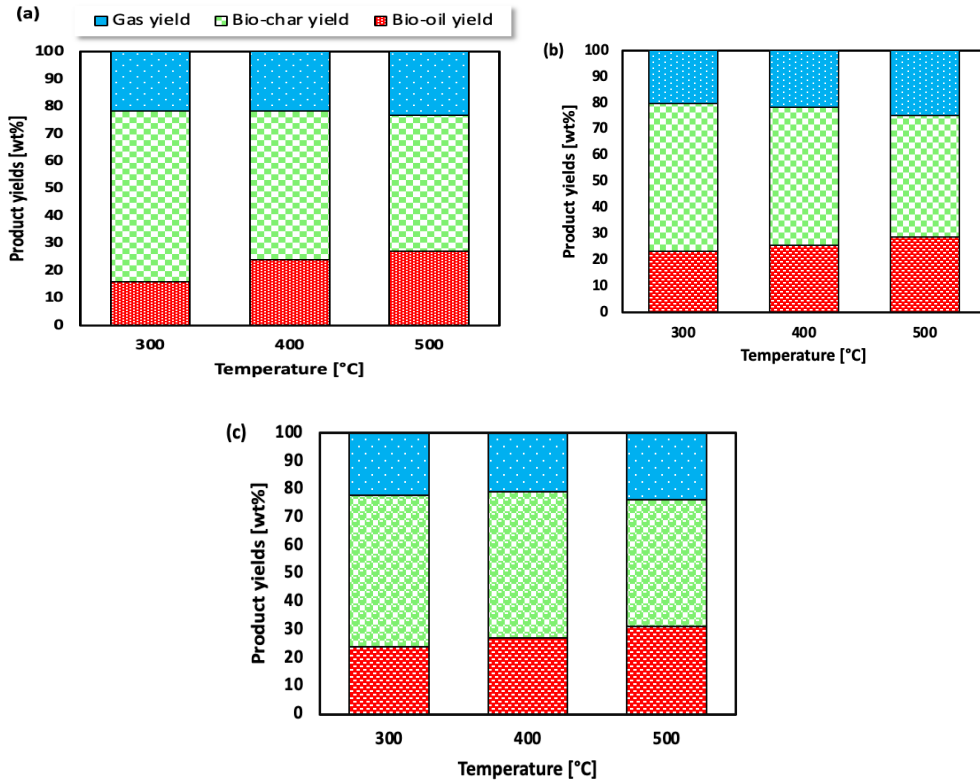 (a)
Gas yield Bio-char yield Bio-oil yield
100
90
80
70
60
50
40
30
20
10
0
Product yields [wt%]
300 400 500
Temperature [°C]
(b)
100
90
80
70
60
50
40
30
20
10
0
Product yields [wt%]
300 400 500
Temperature [°C]
(c)
100
90
80
70
60
50
40
30
20
10
0
Product yields [wt%]
300 400 500
Temperature [°C]